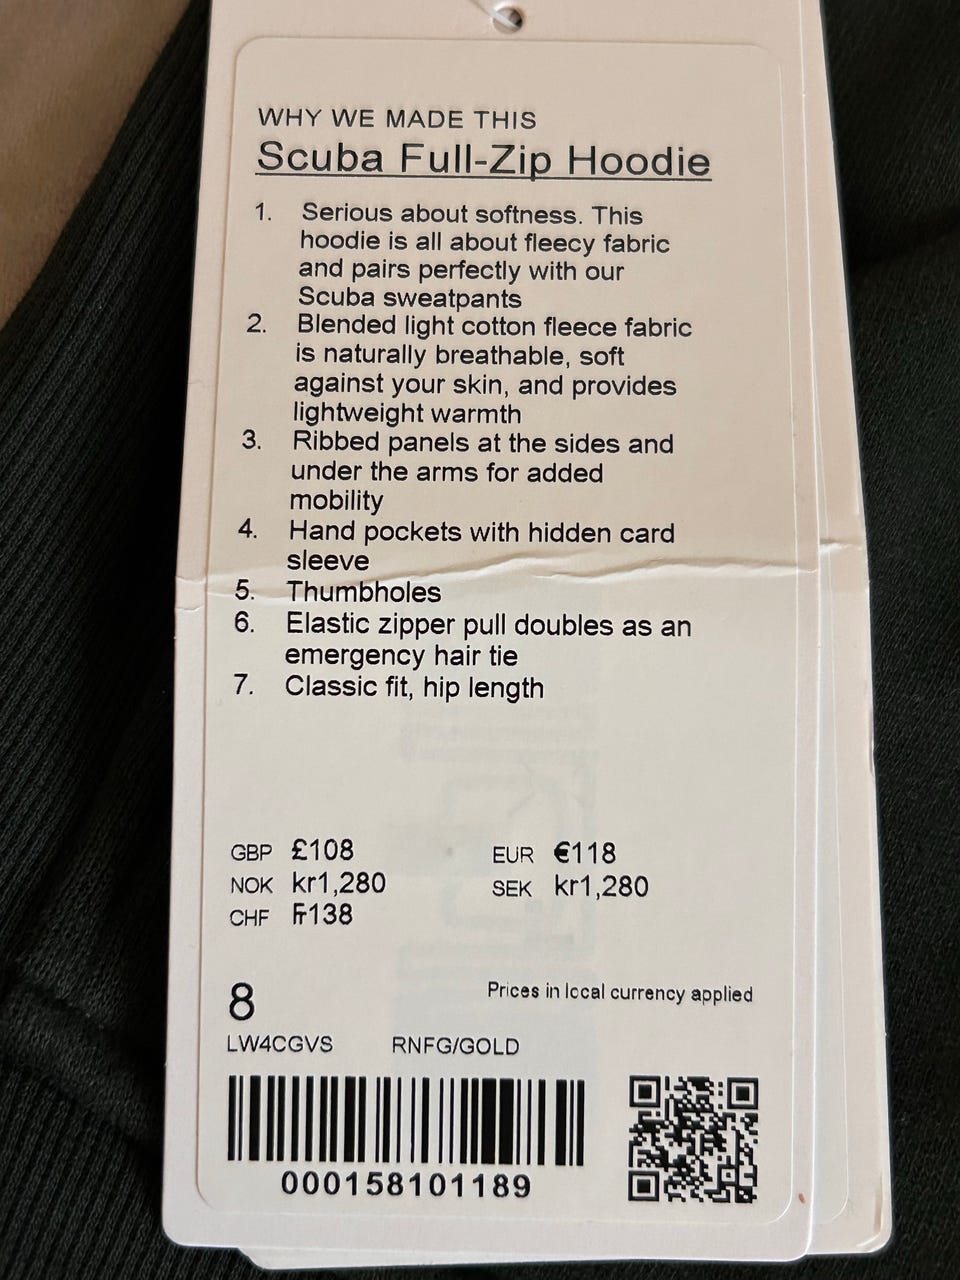 WHY WE MADE THIS
Scuba Full-Zip Hoodie
1. Serious about softness. This
hoodie is all about fleecy fabric
and pairs perfectly with our
Scuba sweatpants
2. Blended light cotton fleece fabric
is naturally breathable, soft
against your skin, and provides
lightweight warmth
3. Ribbed panels at the sides and
under the arms for added
mobility
4. Hand pockets with hidden card
sleeve
5. Thumbholes
6. Elastic zipper pull doubles as an
emergency hair tie
7. Classic fit, hip length
GBP £108 EUR €118
NOK kr1,280 SEK kr1,280
CHF ₣138
8 Prices in local currency applied
LW4CGVS RNFG/GOLD
000158101189